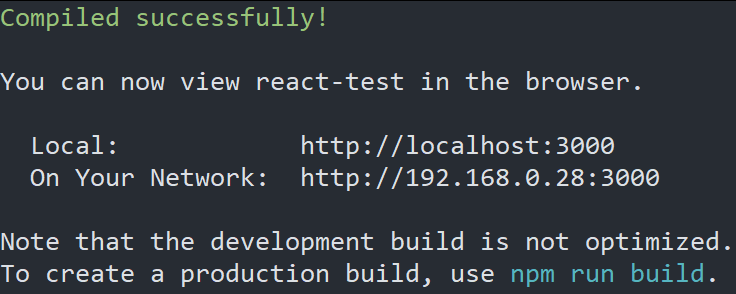 Compiled successfully!
You can now view react-test in the browser.
Local: http://localhost:3000
On Your Network: http://192.168.0.28:3000
Note that the development build is not optimized.
To create a production build, use npm run build.